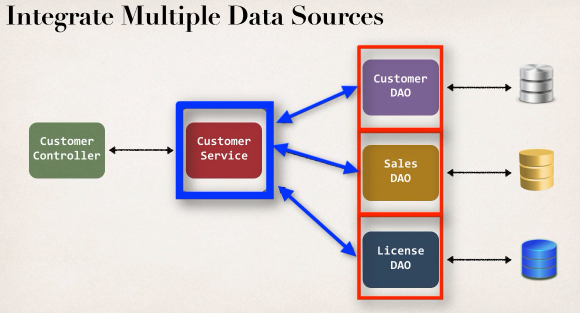 Integrate Multiple Data Sources
Customer
DAO
Customer
Controller
Customer
Service
Sales
DAO
License
DAO